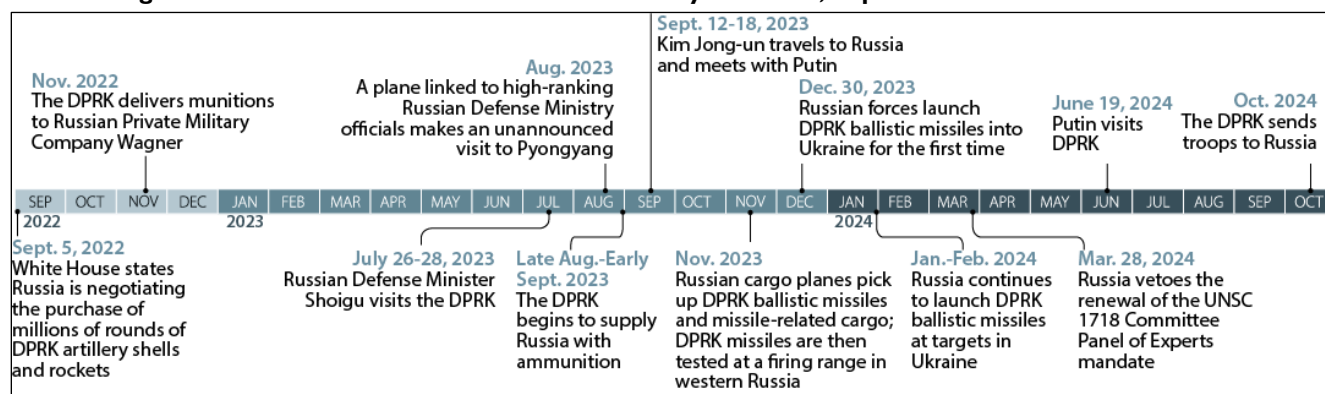 Sept. 12-18, 2023
Kim Jong-un travels to Russia
and meets with Putin
Nov. 2022
The DPRK delivers munitions
to Russian Private Military
Company Wagner
Aug. 2023
A plane linked to high-ranking
Russian Defense Ministry
officials makes an unannounced
visit to Pyongyang
Dec. 30, 2023
Russian forces launch
DPRK ballistic missiles into
Ukraine for the first time
June 19, 2024
Putin visits
DPRK
Oct. 2024
The DPRK sends
troops to Russia
SEP OCT NOV DEC JAN FEB MAR APR MAY JUN JUL AUG SEP OCT NOV DEC JAN FEB MAR APR MAY JUN JUL AUG SEP OCT
2022 2023 2024
Sept. 5, 2022
White House states
Russia is negotiating
the purchase of
millions of rounds of
DPRK artillery shells
and rockets
July 26-28, 2023
Russian Defense Minister
Shoigu visits the DPRK
Late Aug.-Early
Sept. 2023
The DPRK
begins to supply
Russia with
ammunition
Nov. 2023
Russian cargo planes pick
up DPRK ballistic missiles
and missile-related cargo;
DPRK missiles are then
tested at a firing range in
western Russia
Jan.-Feb. 2024
Russia continues
to launch DPRK
ballistic missiles
at targets in
Ukraine
Mar. 28, 2024
Russia vetoes the
renewal of the UNSC
1718 Committee
Panel of Experts
mandate